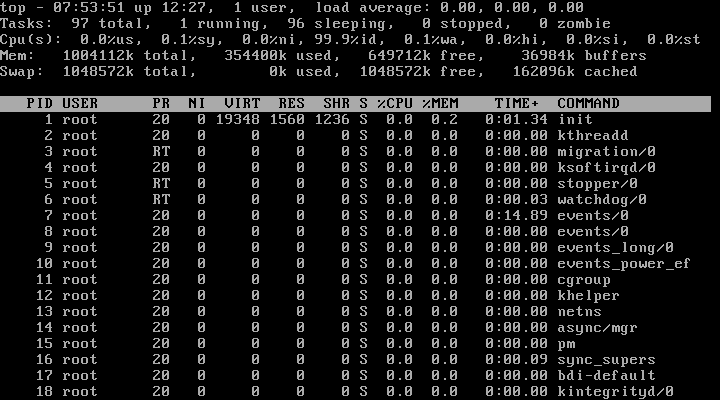 top - 07:53:51 up 12:27,  1 user,  load average: 0.00, 0.00, 0.00
Tasks:  97 total,   1 running,  96 sleeping,   0 stopped,   0 zombie
Cpu(s):  0.0%us,  0.1%sy,  0.0%ni, 99.9%id,  0.1%wa,  0.0%hi,  0.0%si,  0.0%st
Mem:   1004112k total,   354400k used,   649712k free,    36984k buffers
Swap:  1048572k total,        0k used,  1048572k free,   162096k cached
PID USER      PR  NI  VIRT  RES  SHR S %CPU %MEM    TIME+  COMMAND
1 root      20   0 19348 1560 1236 S  0.0  0.2   0:01.34 init
2 root      20   0     0    0    0 S  0.0  0.0   0:00.00 kthreadd
3 root      RT   0     0    0    0 S  0.0  0.0   0:00.00 migration/0
4 root      20   0     0    0    0 S  0.0  0.0   0:00.00 ksoftirqd/0
5 root      RT   0     0    0    0 S  0.0  0.0   0:00.00 stopper/0
6 root      RT   0     0    0    0 S  0.0  0.0   0:00.03 watchdog/0
7 root      20   0     0    0    0 S  0.0  0.0   0:14.89 events/0
8 root      20   0     0    0    0 S  0.0  0.0   0:00.00 events/0
9 root      20   0     0    0    0 S  0.0  0.0   0:00.00 events_long/0
10 root      20   0     0    0    0 S  0.0  0.0   0:00.00 events_power_ef
11 root      20   0     0    0    0 S  0.0  0.0   0:00.00 cgroup
12 root      20   0     0    0    0 S  0.0  0.0   0:00.00 khelper
13 root      20   0     0    0    0 S  0.0  0.0   0:00.00 netns
14 root      20   0     0    0    0 S  0.0  0.0   0:00.00 async/mgr
15 root      20   0     0    0    0 S  0.0  0.0   0:00.00 pm
16 root      20   0     0    0    0 S  0.0  0.0   0:00.09 sync_supers
17 root      20   0     0    0    0 S  0.0  0.0   0:00.00 bdi-default
18 root      20   0     0    0    0 S  0.0  0.0   0:00.00 kintegrityd/0